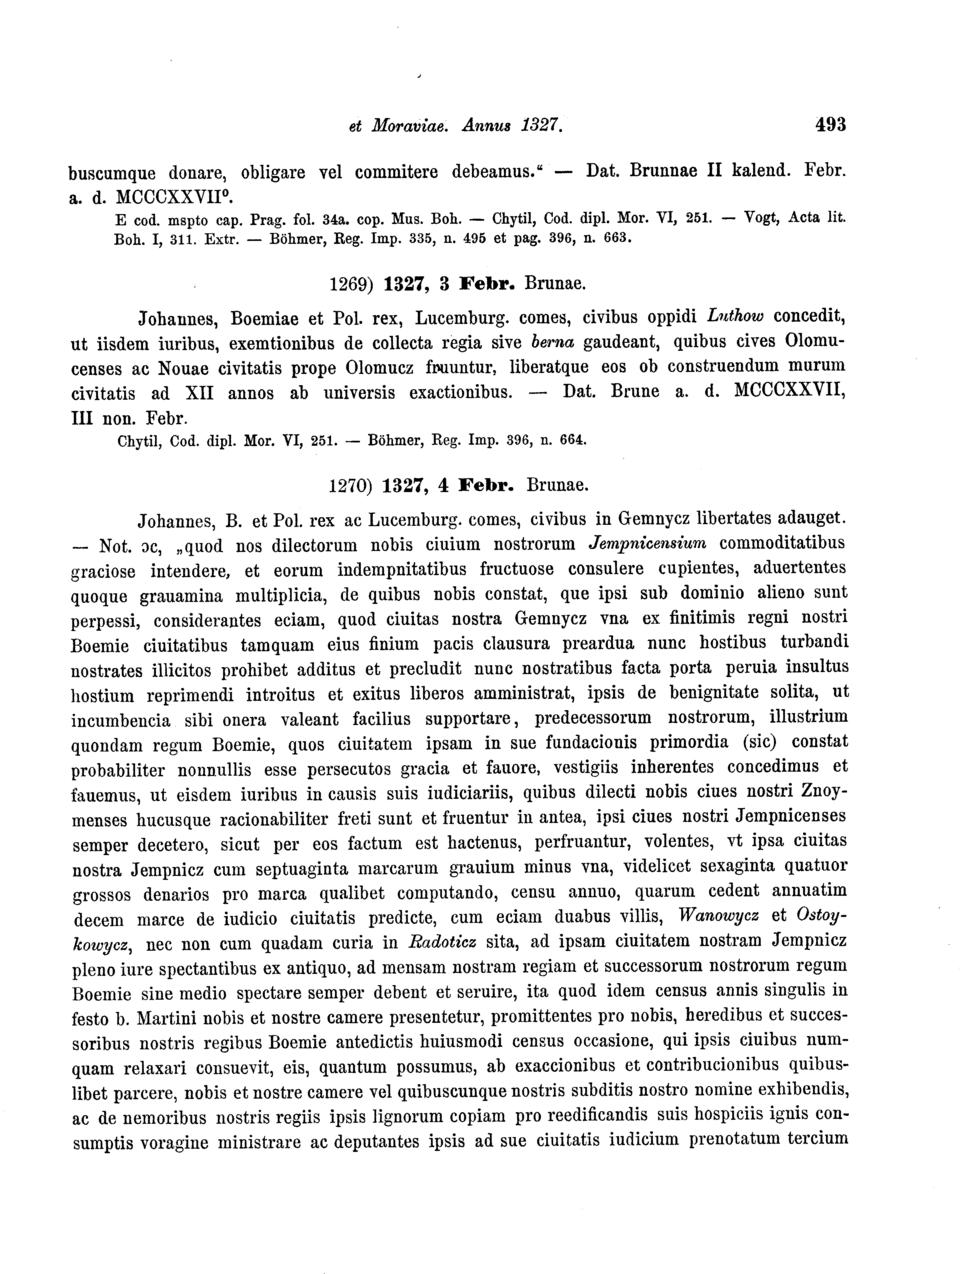 et Moraviae. Annus 1327. 493
buscumque donare, obligare vel commitere debeamus.“ — Dat. Brunnae II kalend. Febr.
a. d. MCCCXXVII⁰.
E cod. mspto cap. Prag. fol. 34a. cop. Mus. Boh. — Chytil, Cod. dipl. Mor. VI, 251. — Vogt, Acta lit.
Boh. I, 311. Extr. — Böhmer, Reg. Imp. 335, n. 495 et pag. 396, n. 663.
1269) 1327, 3 Febr. Brunae.
Johannes, Boemiae et Pol. rex, Lucemburg. comes, civibus oppidi Luthow concedit,
ut iisdem iuribus, exemtionibus de collecta regia sive berna gaudeant, quibus cives Olomu-
censes ac Nouae civitatis prope Olomucz fruuntur, liberatque eos ob construendum murum
civitatis ad XII annos ab universis exactionibus. — Dat. Brune a. d. MCCCXXVII,
III non. Febr.
Chytil, Cod. dipl. Mor. VI, 251. — Böhmer, Reg. Imp. 396, n. 664.
1270) 1327, 4 Febr. Brunae.
Johannes, B. et Pol. rex ac Lucemburg. comes, civibus in Gemnycz libertates adauget.
— Not. ɔc, „quod nos dilectorum nobis ciuium nostrorum Jempnicensium commoditatibus
graciose intendere, et eorum indempnitatibus fructuose consulere cupientes, aduertentes
quoque grauamina multiplicia, de quibus nobis constat, que ipsi sub dominio alieno sunt
perpessi, considerantes eciam, quod ciuitas nostra Gemnycz vna ex finitimis regni nostri
Boemie ciuitatibus tamquam eius finium pacis clausura preardua nunc hostibus turbandi
nostrates illicitos prohibet additus et precludit nunc nostratibus facta porta peruia insultus
hostium reprimendi introitus et exitus liberos amministrat, ipsis de benignitate solita, ut
incumbencia sibi onera valeant facilius supportare, predecessorum nostrorum, illustrium
quondam regum Boemie, quos ciuitatem ipsam in sue fundacionis primordia (sic) constat
probabiliter nonnullis esse persecutos gracia et fauore, vestigiis inherentes concedimus et
fauemus, ut eisdem iuribus in causis suis iudiciariis, quibus dilecti nobis ciues nostri Znoy-
menses hucusque racionabiliter freti sunt et fruentur in antea, ipsi ciues nostri Jempnicenses
semper decetero, sicut per eos factum est hactenus, perfruantur, volentes, vt ipsa ciuitas
nostra Jempnicz cum septuaginta marcarum grauium minus vna, videlicet sexaginta quatuor
grossos denarios pro marca qualibet computando, censu annuo, quarum cedent annuatim
decem marce de iudicio ciuitatis predicte, cum eciam duabus villis, Wanowycz et Ostoy-
kowycz, nec non cum quadam curia in Radoticz sita, ad ipsam ciuitatem nostram Jempnicz
pleno iure spectantibus ex antiquo, ad mensam nostram regiam et successorum nostrorum regum
Boemie sine medio spectare semper debent et seruire, ita quod idem census annis singulis in
festo b. Martini nobis et nostre camere presentetur, promittentes pro nobis, heredibus et succes-
soribus nostris regibus Boemie antedictis huiusmodi census occasione, qui ipsis ciuibus num-
quam relaxari consuevit, eis, quantum possumus, ab exaccionibus et contribucionibus quibus-
libet parcere, nobis et nostre camere vel quibuscunque nostris subditis nostro nomine exhibendis,
ac de nemoribus nostris regiis ipsis lignorum copiam pro reedificandis suis hospiciis ignis con-
sumptis voragine ministrare ac deputantes ipsis ad sue ciuitatis iudicium prenotatum tercium